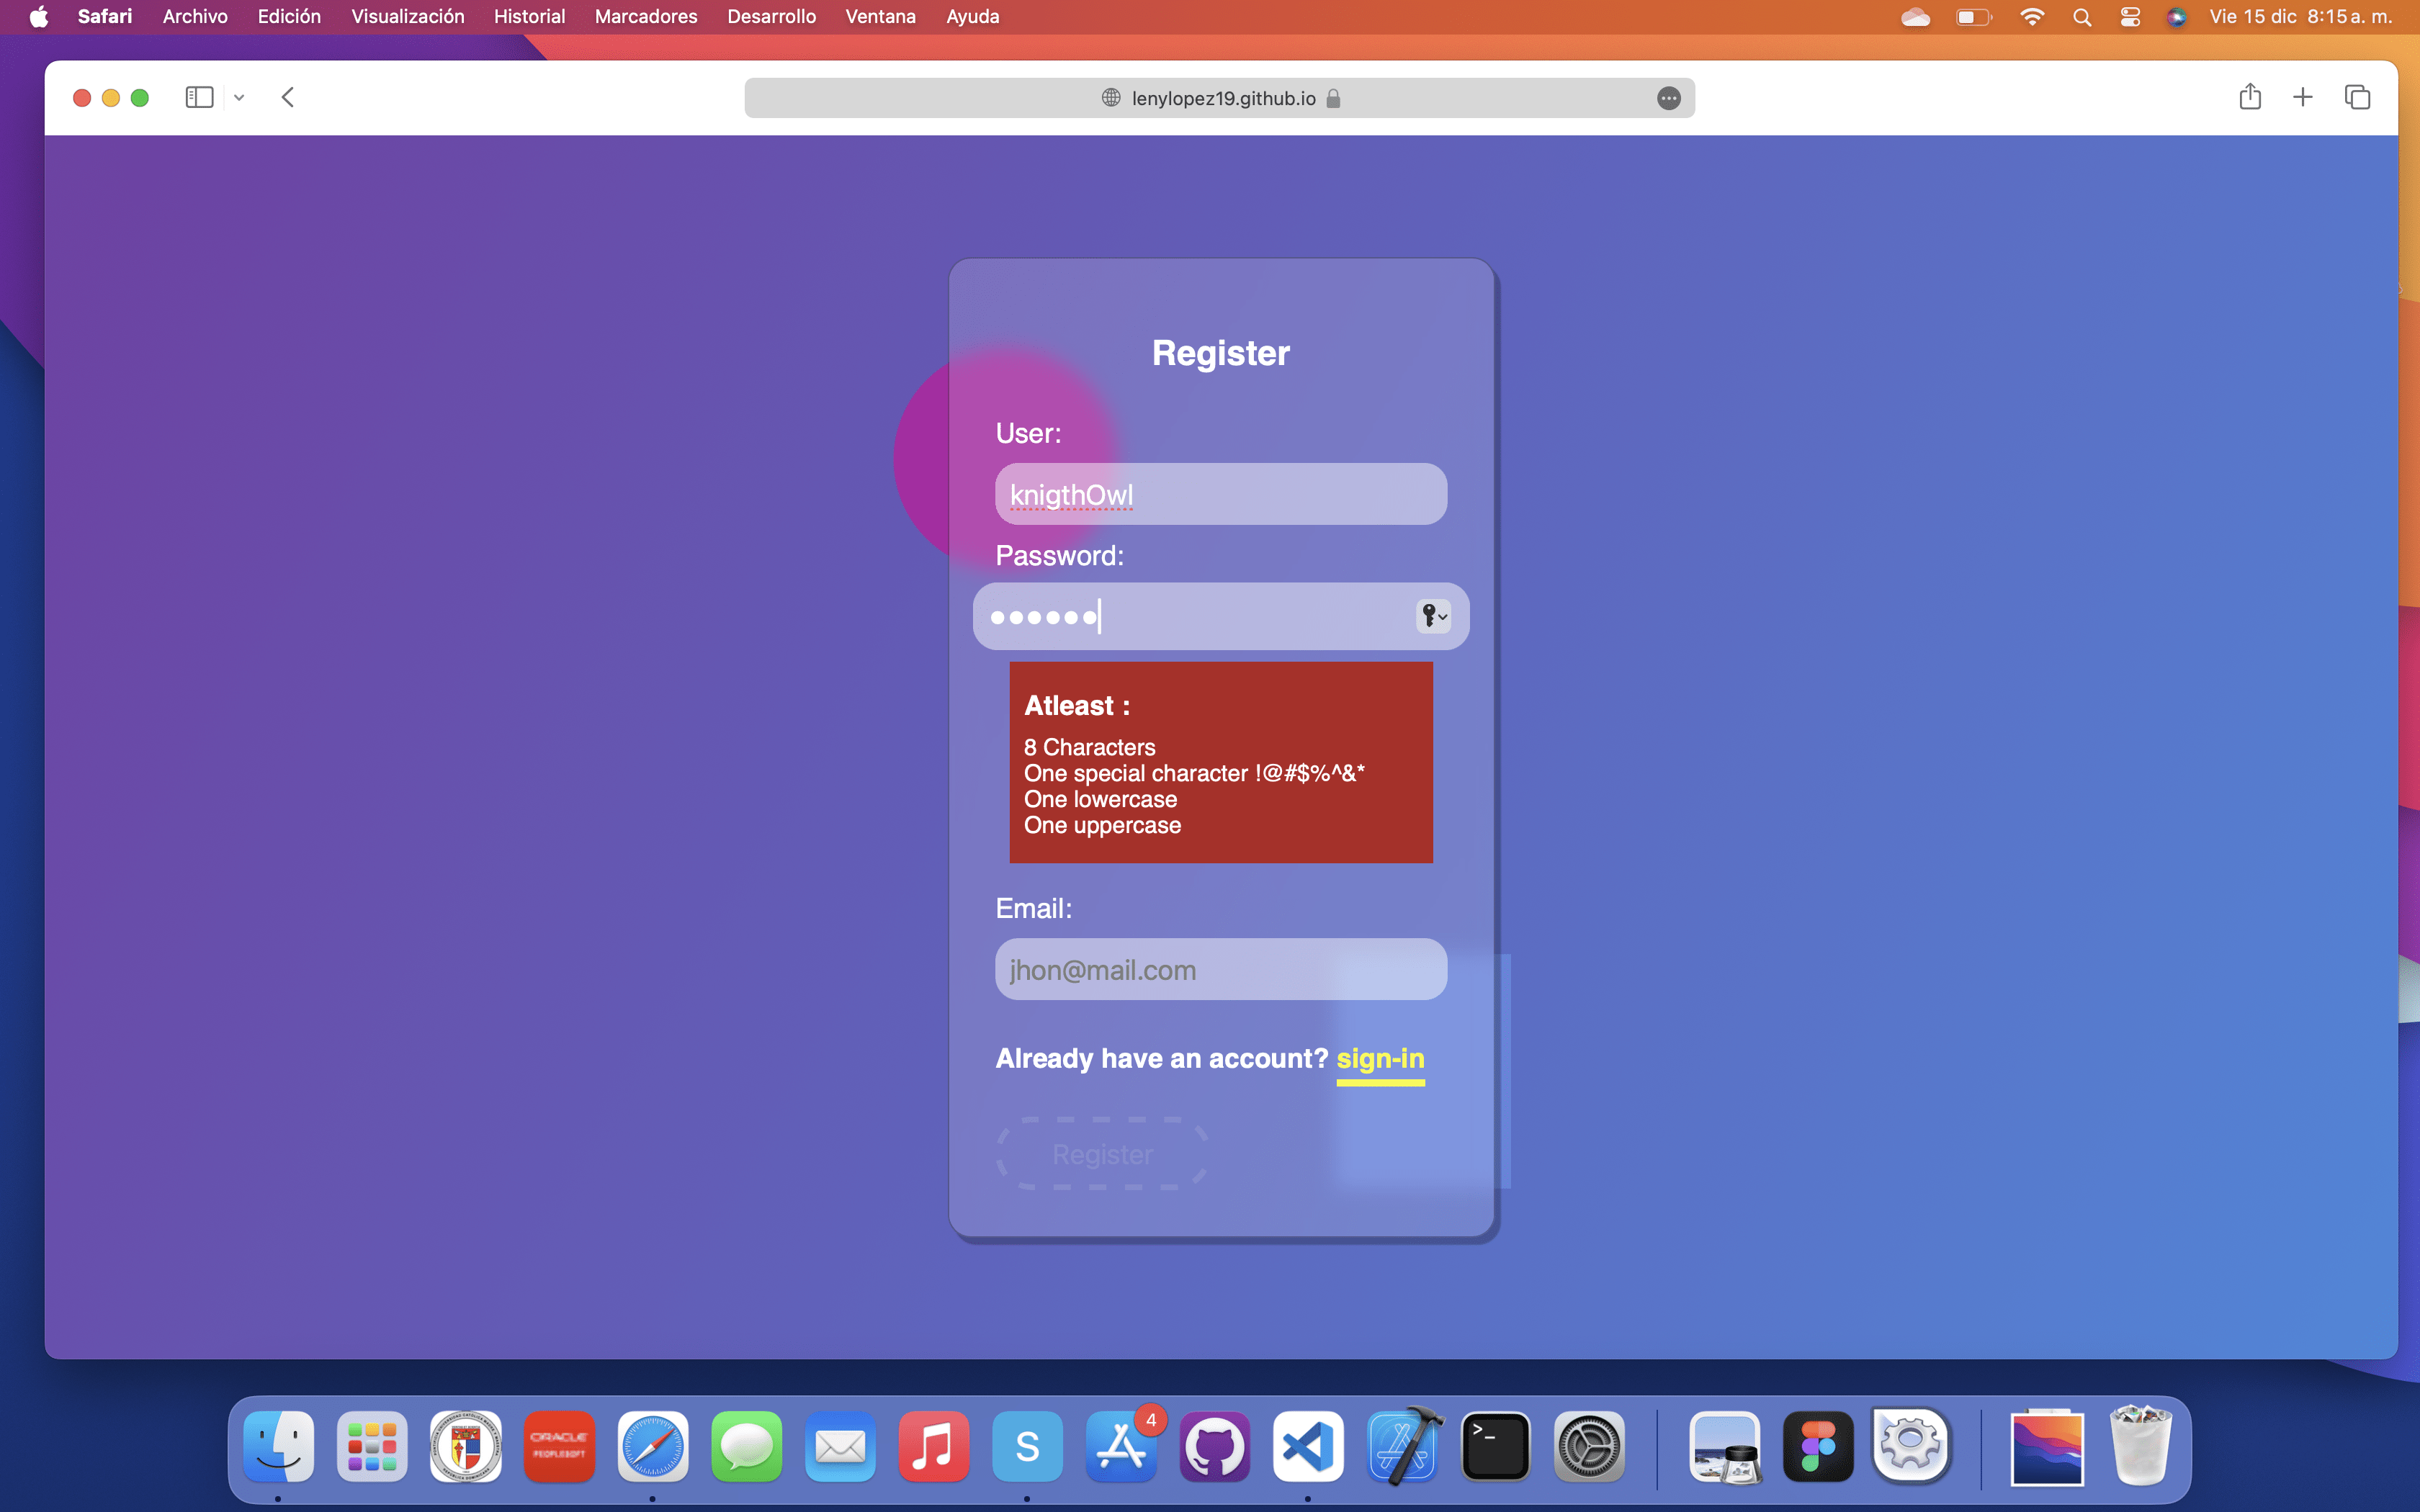 Safari Archivo Edición Visualización Historial Marcadores Desarrollo Ventana Ayuda Vie 15 dic 8:15 a. m.
lenylopez19.github.io
Register
User:
knigthOwl
Password:
Atleast :
8 Characters
One special character !@#$%^&*
One lowercase
One uppercase
Email:
jhon@mail.com
Already have an account? sign-in
Register
ORACLE
PEOPLESOFT
S
4
>_